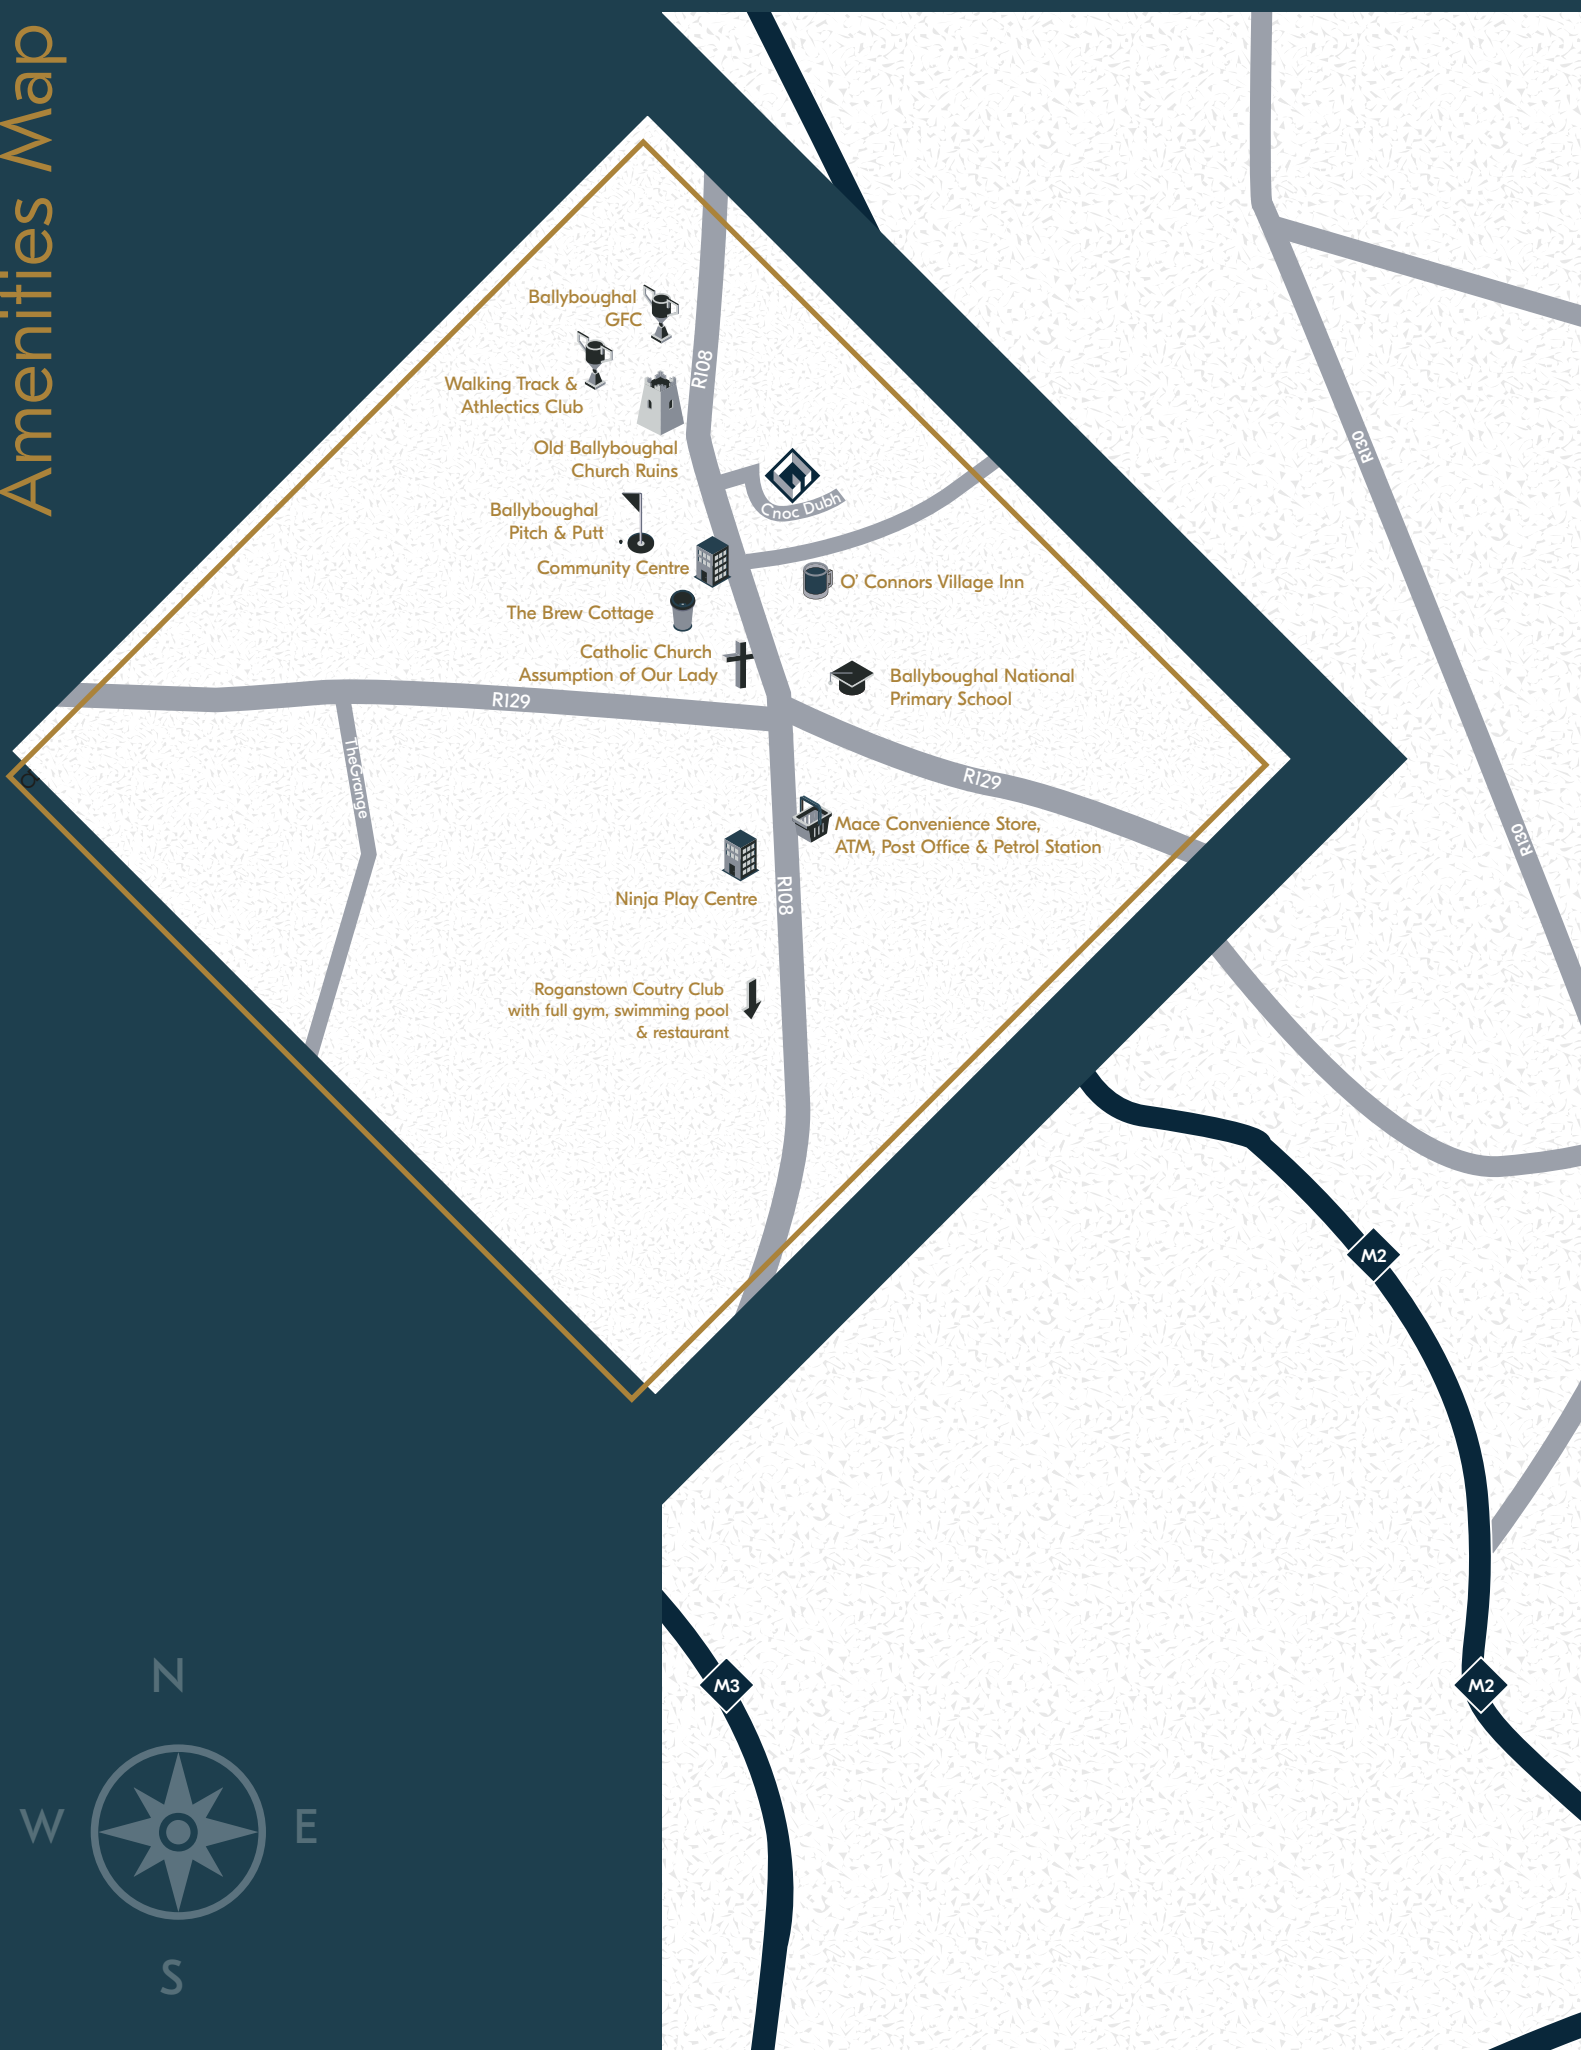 Amenities Map
Ballyboughal
GFC
R108
Walking Track &
Athlectics Club
R130
Old Ballyboughal
Church Ruins
Cnoc Dubh
Ballyboughal
Pitch & Putt
Community Centre
O' Connors Village Inn
The Brew Cottage
Catholic Church
Assumption of Our Lady
Ballyboughal National
Primary School
R129
TheGrange
R129
Mace Convenience Store,
ATM, Post Office & Petrol Station
R130
Ninja Play Centre
R108
Roganstown Coutry Club
with full gym, swimming pool
& restaurant
M2
M3
M2
N
W
E
S